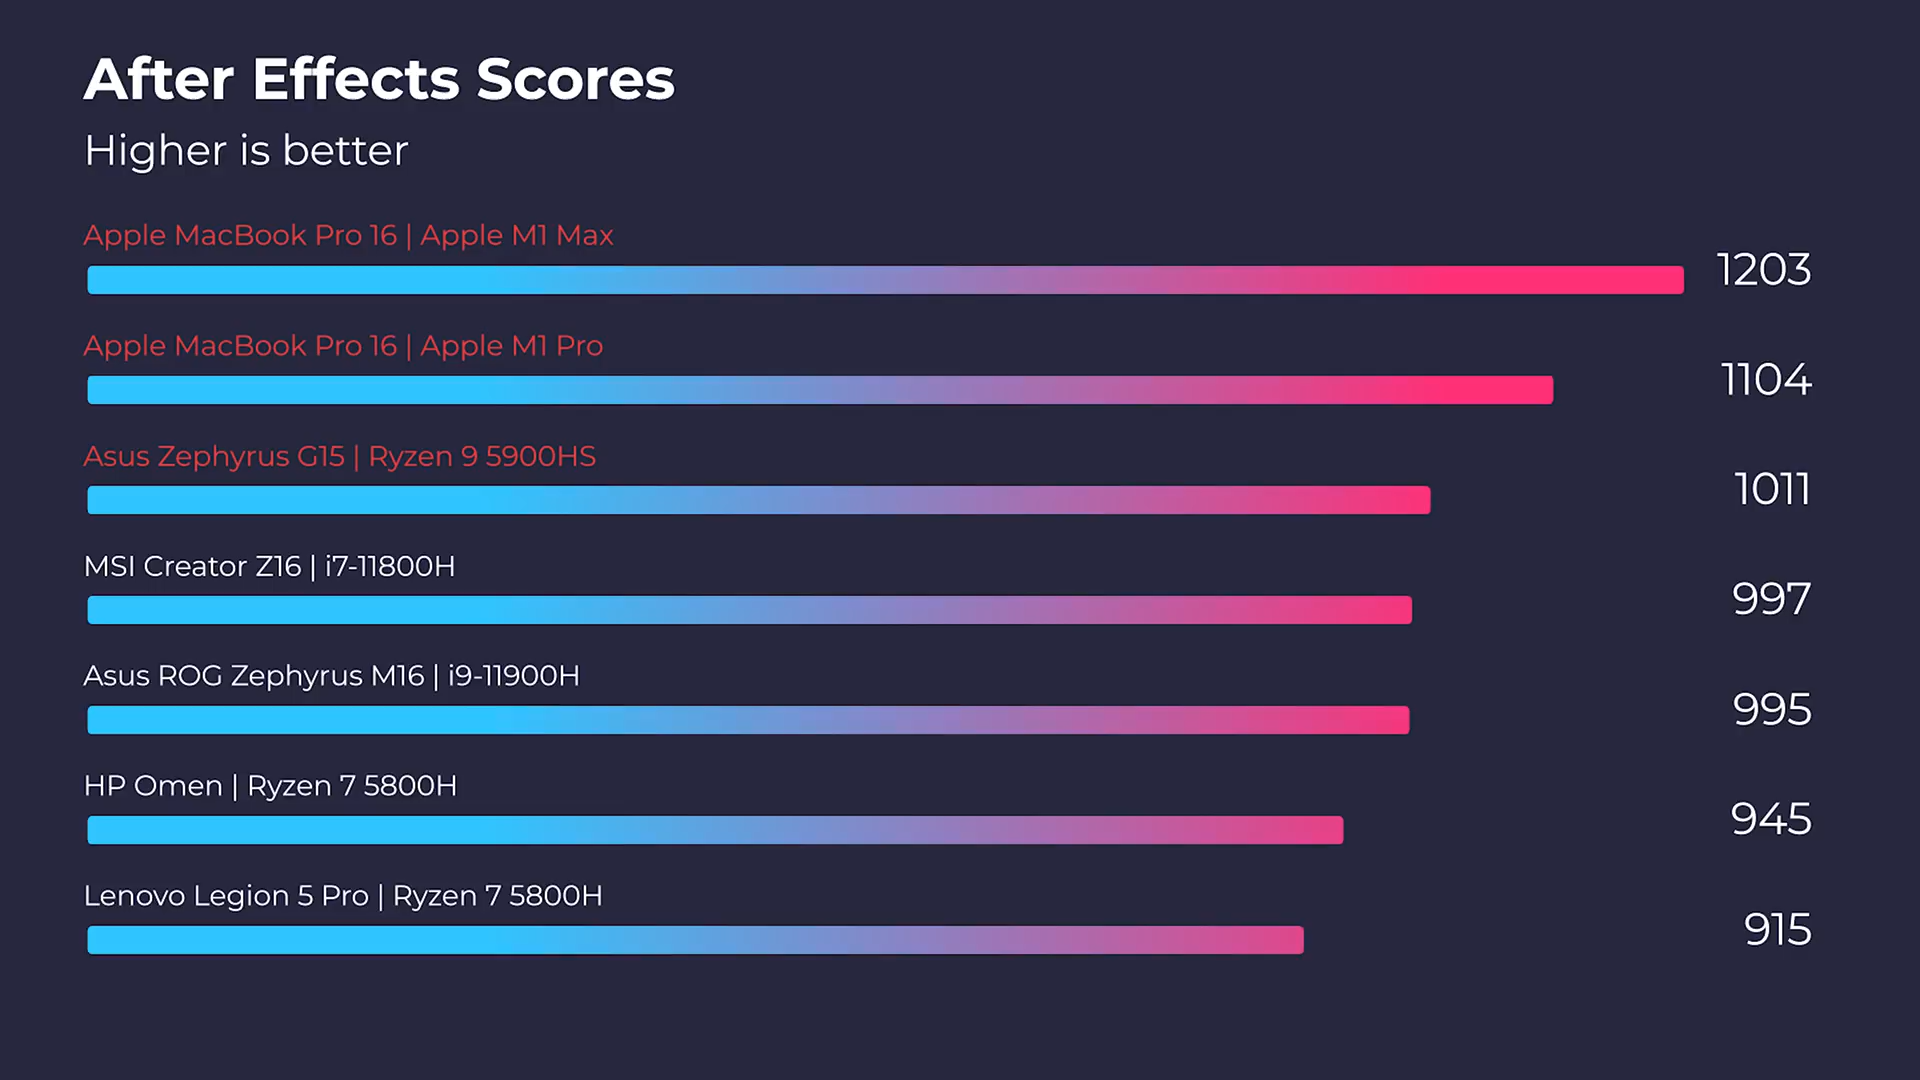 After Effects Scores
Higher is better
Apple MacBook Pro 16 | Apple M1 Max
1203
Apple MacBook Pro 16 | Apple M1 Pro
1104
Asus Zephyrus G15 | Ryzen 9 5900HS
1011
MSI Creator Z16 | i7-11800H
997
Asus ROG Zephyrus M16 | i9-11900H
995
HP Omen | Ryzen 7 5800H
945
Lenovo Legion 5 Pro | Ryzen 7 5800H
915